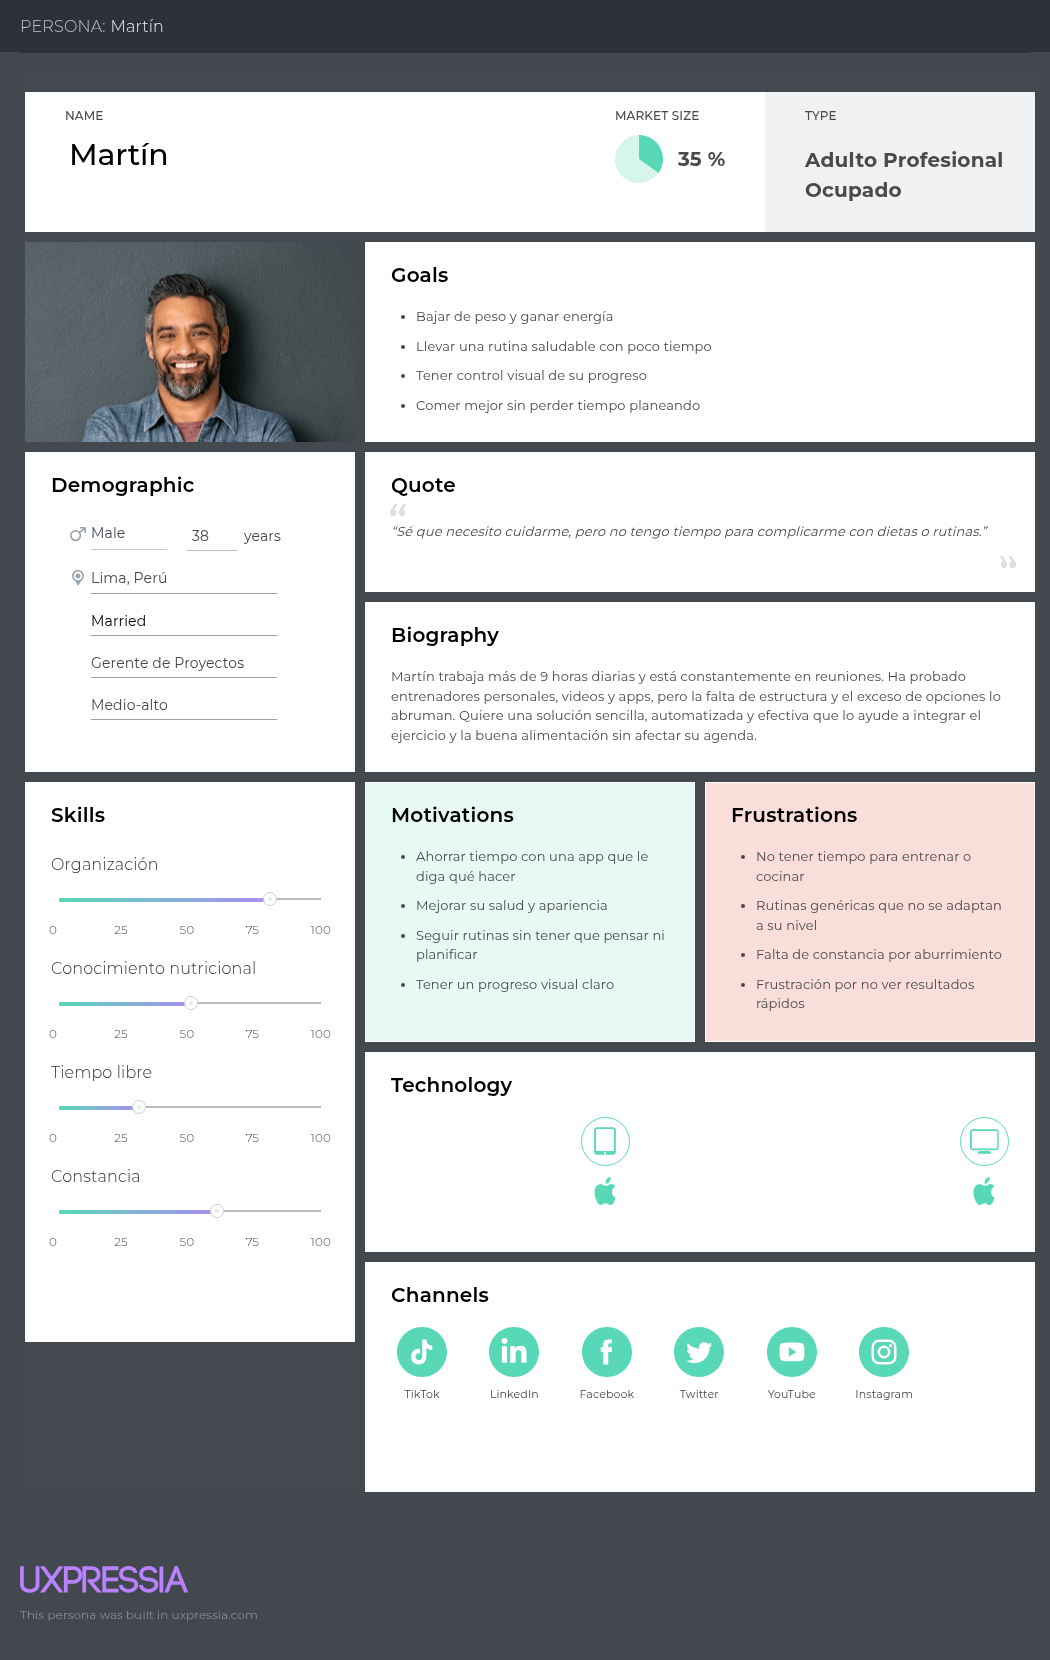 PERSONA: Martín
NAME
Martín
MARKET SIZE
35 %
TYPE
Adulto Profesional
Ocupado
Goals
• Bajar de peso y ganar energía
• Llevar una rutina saludable con poco tiempo
• Tener control visual de su progreso
• Comer mejor sin perder tiempo planeando
Demographic
Male
38 years
Lima, Perú
Married
Gerente de Proyectos
Medio-alto
Quote
“Sé que necesito cuidarme, pero no tengo tiempo para complicarme con dietas o rutinas.”
Biography
Martín trabaja más de 9 horas diarias y está constantemente en reuniones. Ha probado
entrenadores personales, videos y apps, pero la falta de estructura y el exceso de opciones lo
abruman. Quiere una solución sencilla, automatizada y efectiva que lo ayude a integrar el
ejercicio y la buena alimentación sin afectar su agenda.
Skills
Organización
0 25 50 75 100
Conocimiento nutricional
0 25 50 75 100
Tiempo libre
0 25 50 75 100
Constancia
0 25 50 75 100
Motivations
• Ahorrar tiempo con una app que le
diga qué hacer
• Mejorar su salud y apariencia
• Seguir rutinas sin tener que pensar ni
planificar
• Tener un progreso visual claro
Frustrations
• No tener tiempo para entrenar o
cocinar
• Rutinas genéricas que no se adaptan
a su nivel
• Falta de constancia por aburrimiento
• Frustración por no ver resultados
rápidos
Technology
Channels
TikTok
LinkedIn
Facebook
Twitter
YouTube
Instagram
UXPRESSIA
This persona was built in uxpressia.com